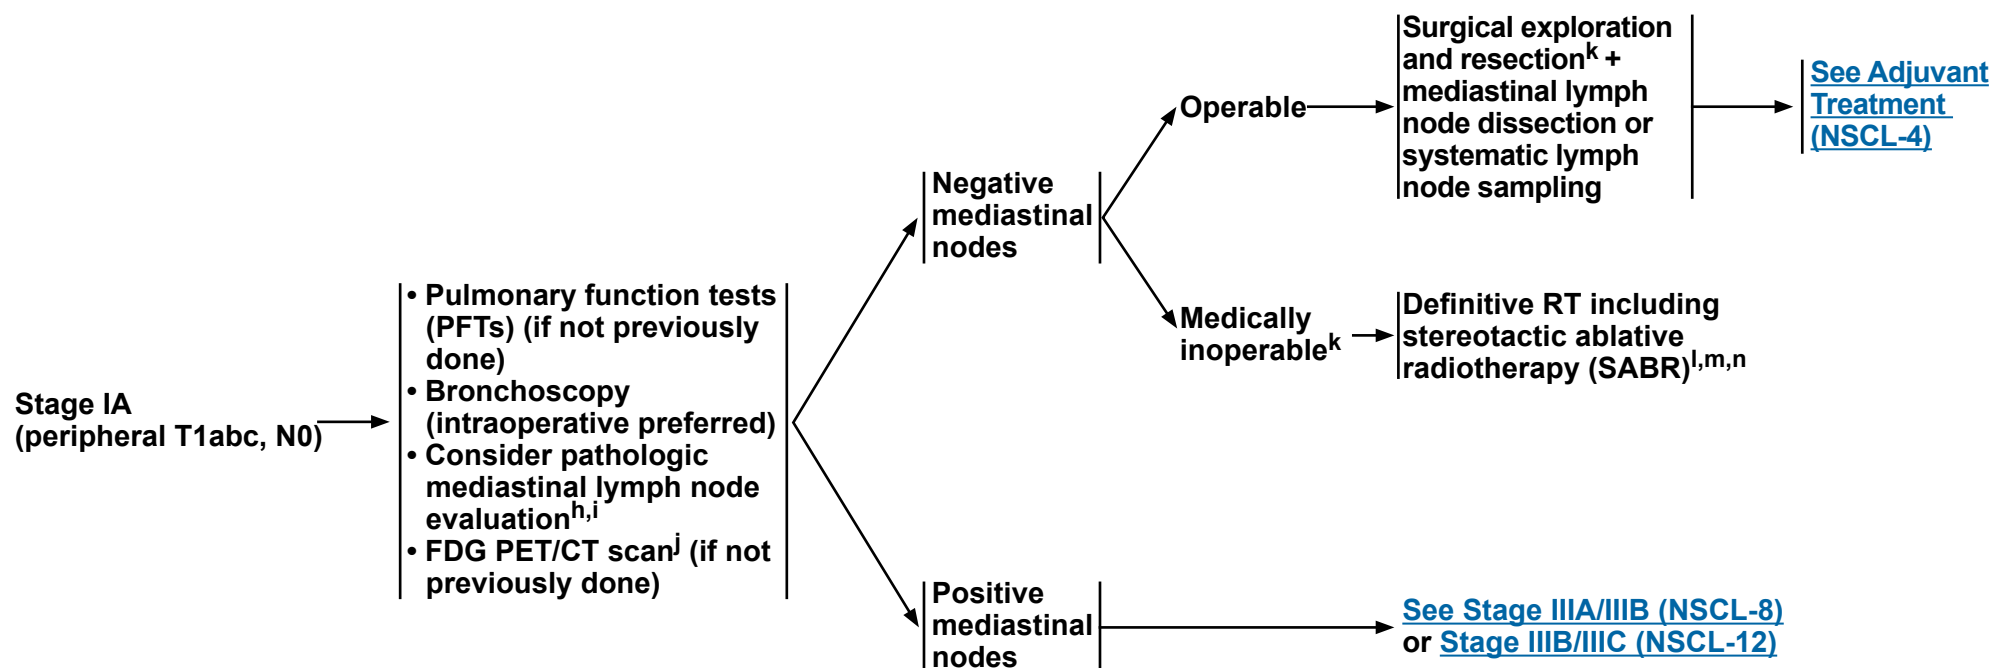 Stage IA
(peripheral T1abc, N0)
• Pulmonary function tests
(PFTs) (if not previously
done)
• Bronchoscopy
(intraoperative preferred)
• Consider pathologic
mediastinal lymph node
evaluationh,i
• FDG PET/CT scanj (if not
previously done)
Negative
mediastinal
nodes
Operable
Surgical exploration
and resectionk +
mediastinal lymph
node dissection or
systematic lymph
node sampling
See Adjuvant
Treatment
(NSCL-4)
Medically
inoperablek
Definitive RT including
stereotactic ablative
radiotherapy (SABR)l,m,n
Positive
mediastinal
nodes
See Stage IIIA/IIIB (NSCL-8)
or Stage IIIB/IIIC (NSCL-12)